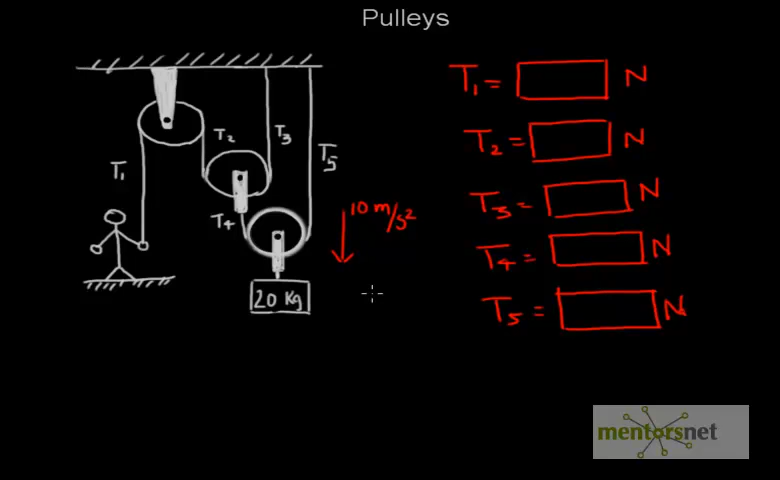 Pulleys
T1 = N
T2 = N
T3 = N
T4 = N
T5 = N
T1
T2
T3
T5
T4
10 m/s²
20 Kg
mentorsnet